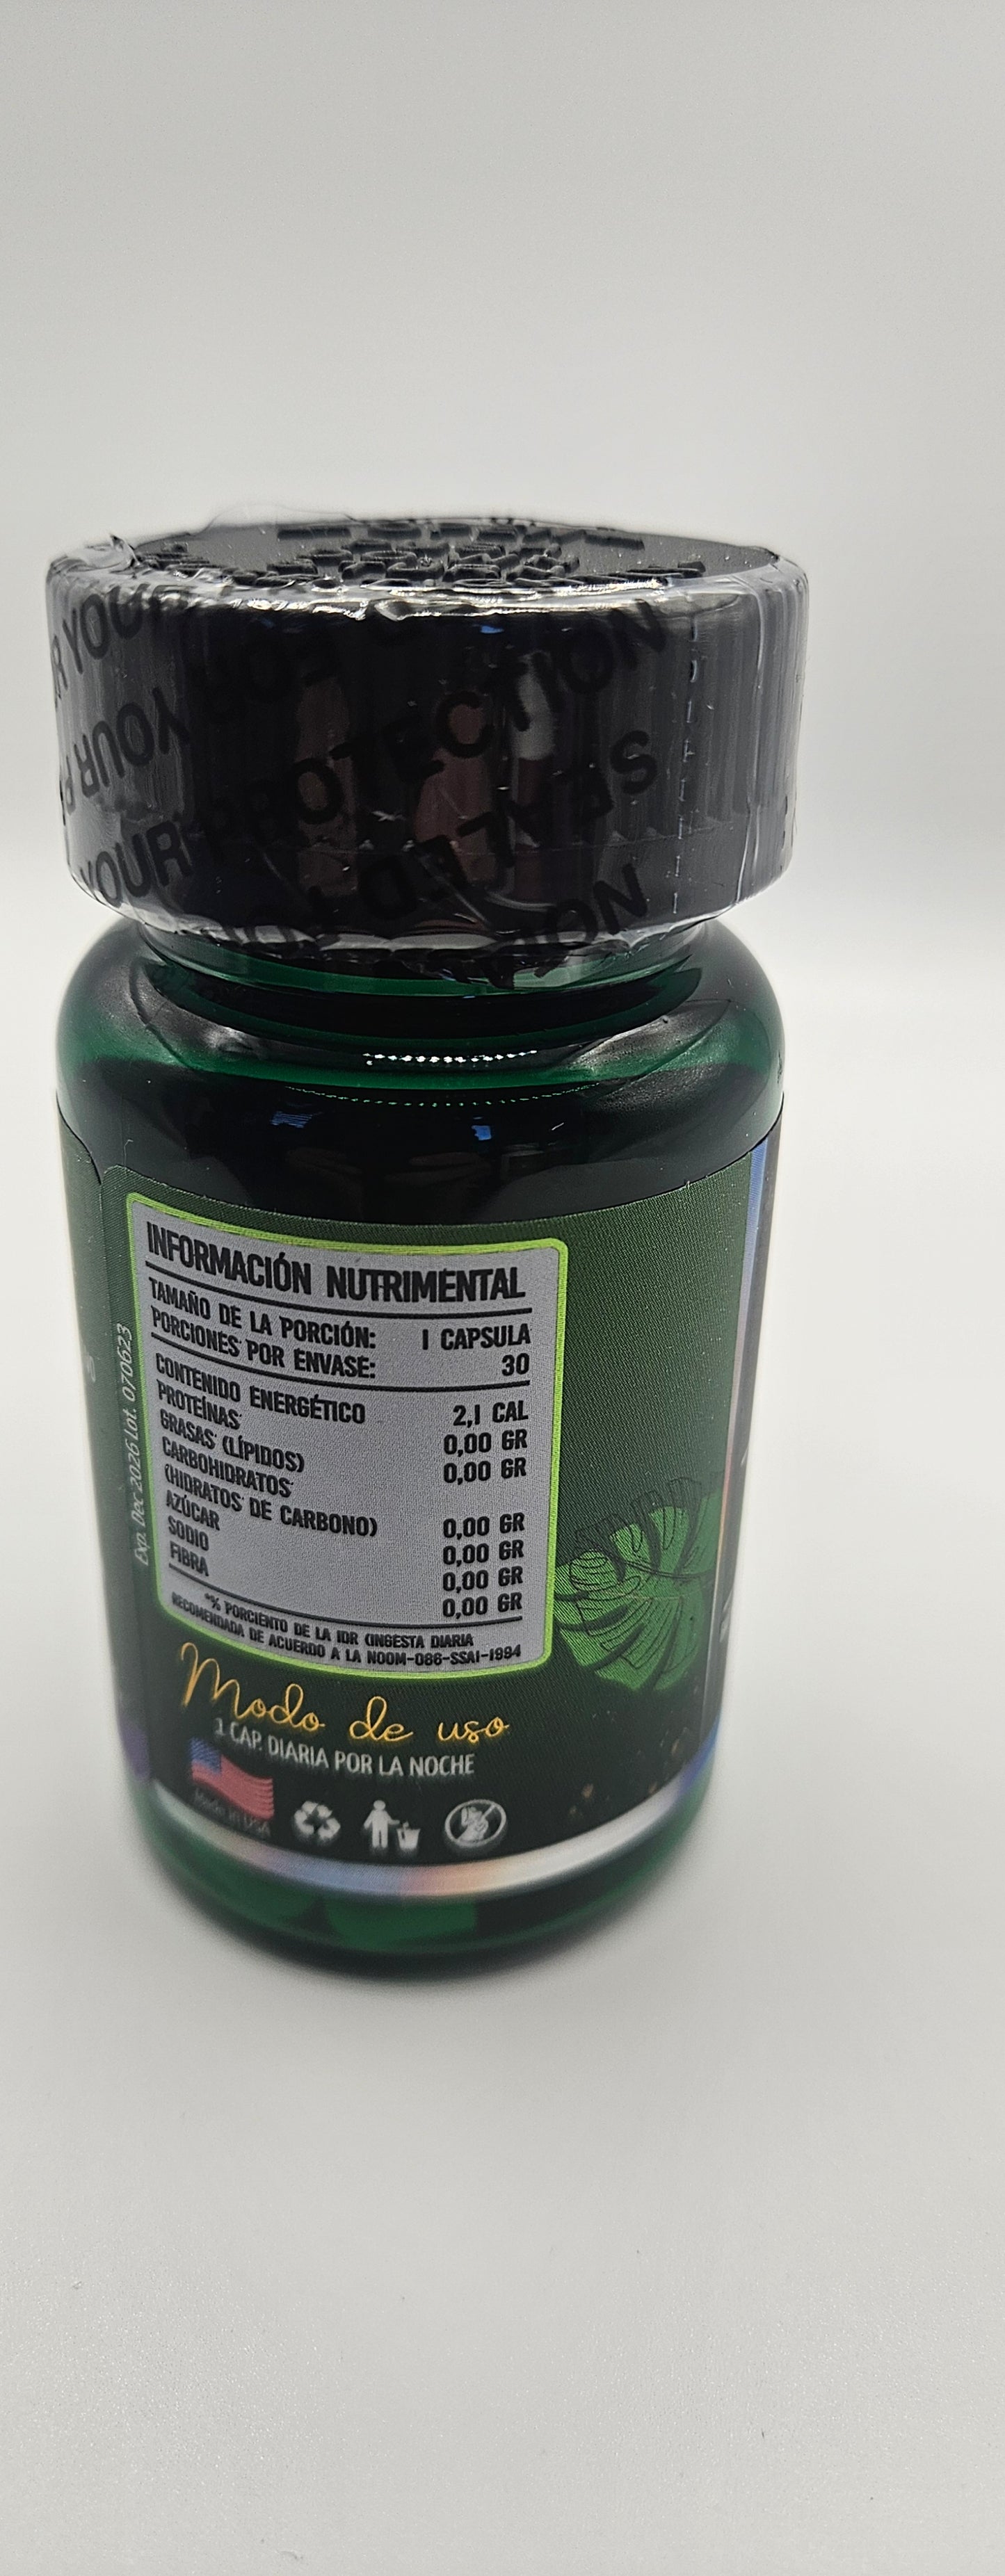 YOUR PROTECTION
SEALED FOR
INFORMACIÓN NUTRIMENTAL
TAMAÑO DE LA PORCIÓN: 1 CAPSULA
PORCIONES POR ENVASE: 30
CONTENIDO ENERGÉTICO 2,1 CAL
PROTEÍNAS 0,00 GR
GRASAS (LÍPIDOS) 0,00 GR
CARBOHIDRATOS
(HIDRATOS DE CARBONO) 0,00 GR
AZÚCAR 0,00 GR
SODIO 0,00 GR
FIBRA 0,00 GR
*% PORCIENTO DE LA IDR (INGESTA DIARIA
RECOMENDADA DE ACUERDO A LA NOOM-086-SSA1-1994
Exp. Dec 2026 Lot. 070623
Modo de uso
1 CAP. DIARIA POR LA NOCHE
Made in USA